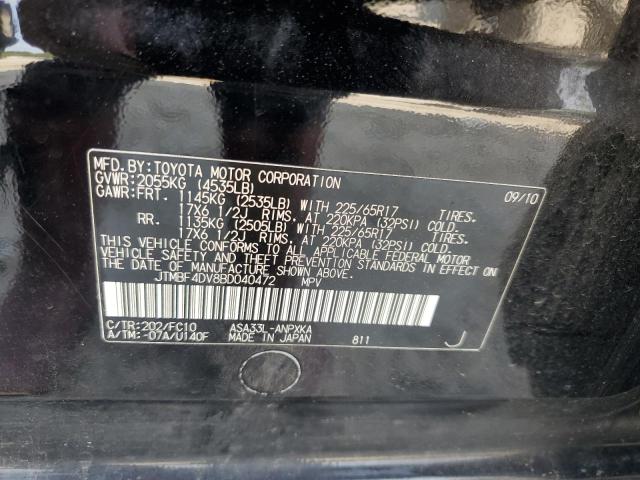 MFD.BY:TOYOTA MOTOR CORPORATION 09/10
GVWR:2055KG (4535LB)
GAWR:FRT. 1145KG (2535LB) WITH 225/65R17 TIRES.
17X6 1/2J RIMS, AT 220KPA (32PSI) COLD.
RR. 1135KG (2505LB) WITH 225/65R17 TIRES.
17X6 1/2J RIMS, AT 220KPA (32PSI) COLD.
THIS VEHICLE CONFORMS TO ALL APPLICABLE FEDERAL MOTOR
VEHICLE SAFETY AND THEFT PREVENTION STANDARDS IN EFFECT
ON THE DATE OF MANUFACTURE SHOWN ABOVE.
JTMBF4DV8BD040472 MPV
C/TR:202/FC10 ASA33L-ANPXKA
A/TM:-07A/U140F MADE IN JAPAN 811 J